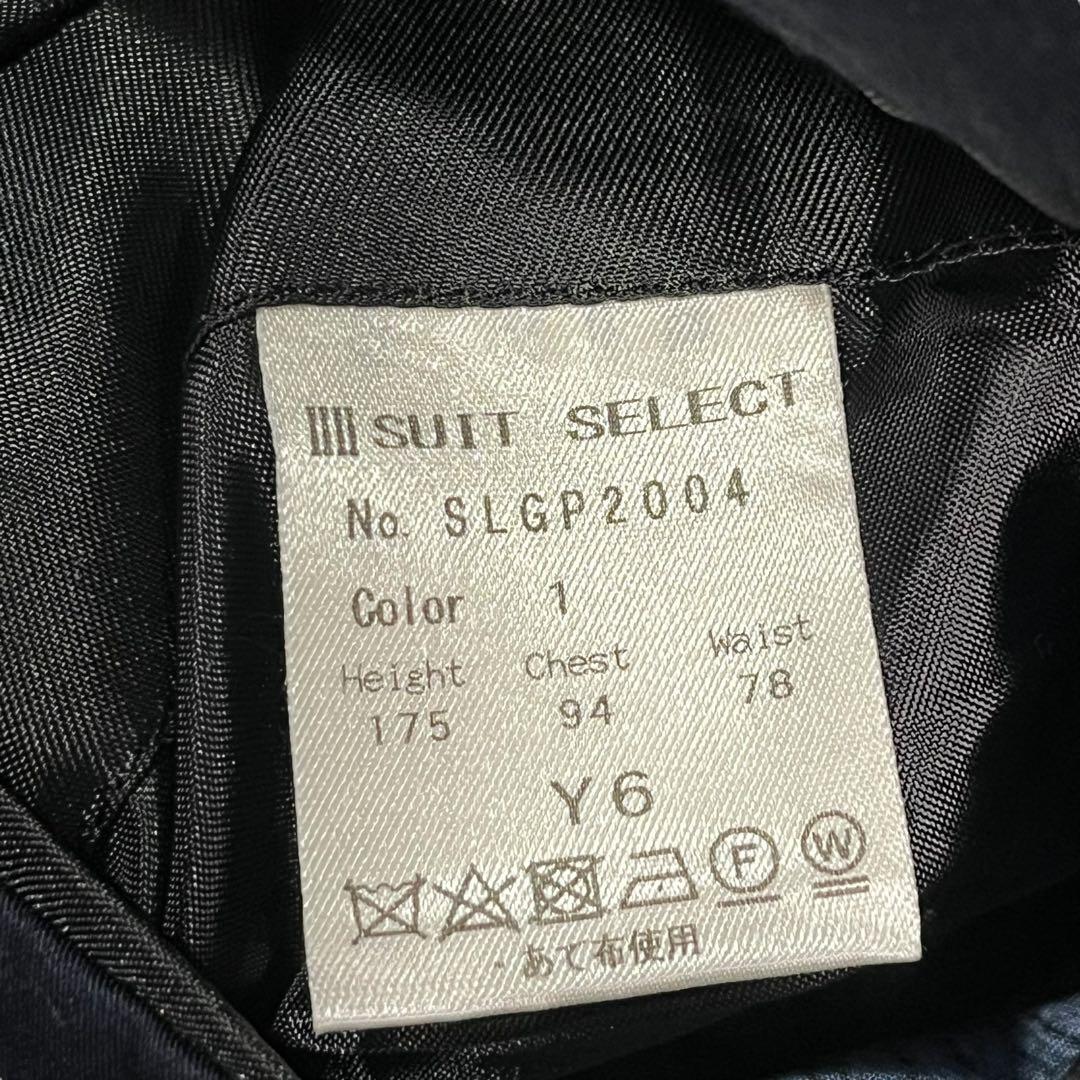 SUIT SELECT
No. SLGP2004
Color 1
Height Chest Waist
175 94 78
Y6
F W
・あて布使用